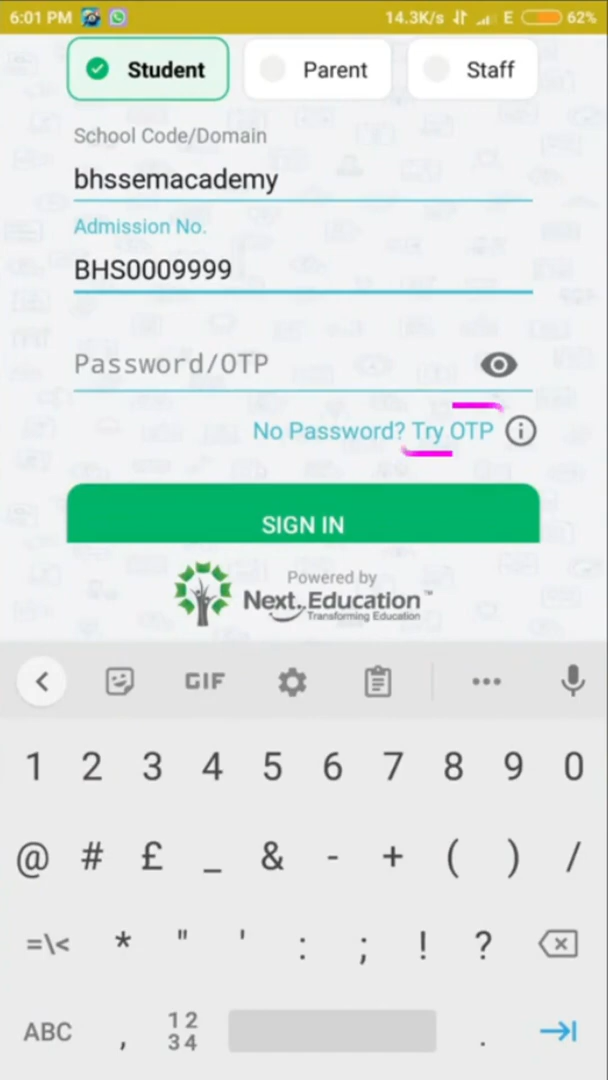 6:01 PM 14.3K/s E 62%
Student Parent Staff
School Code/Domain
bhssemacademy
Admission No.
BHS0009999
Password/OTP
No Password? Try OTP
SIGN IN
Powered by
Next Education™
Transforming Education
GIF
1 2 3 4 5 6 7 8 9 0
@ # £ _ & - + ( ) /
=\< * " ' : ; ! ?
ABC , 1 2 3 4 .